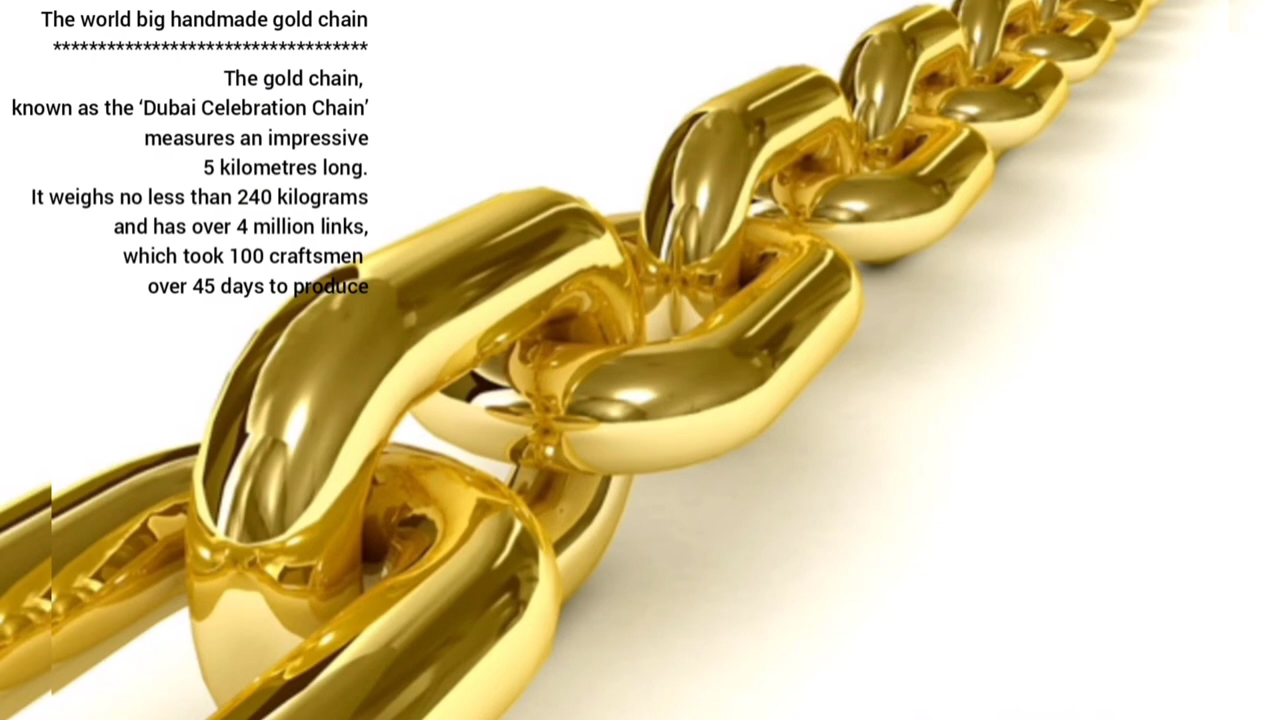 The world big handmade gold chain
***********************************
The gold chain,
known as the ‘Dubai Celebration Chain’
measures an impressive
5 kilometres long.
It weighs no less than 240 kilograms
and has over 4 million links,
which took 100 craftsmen
over 45 days to produce